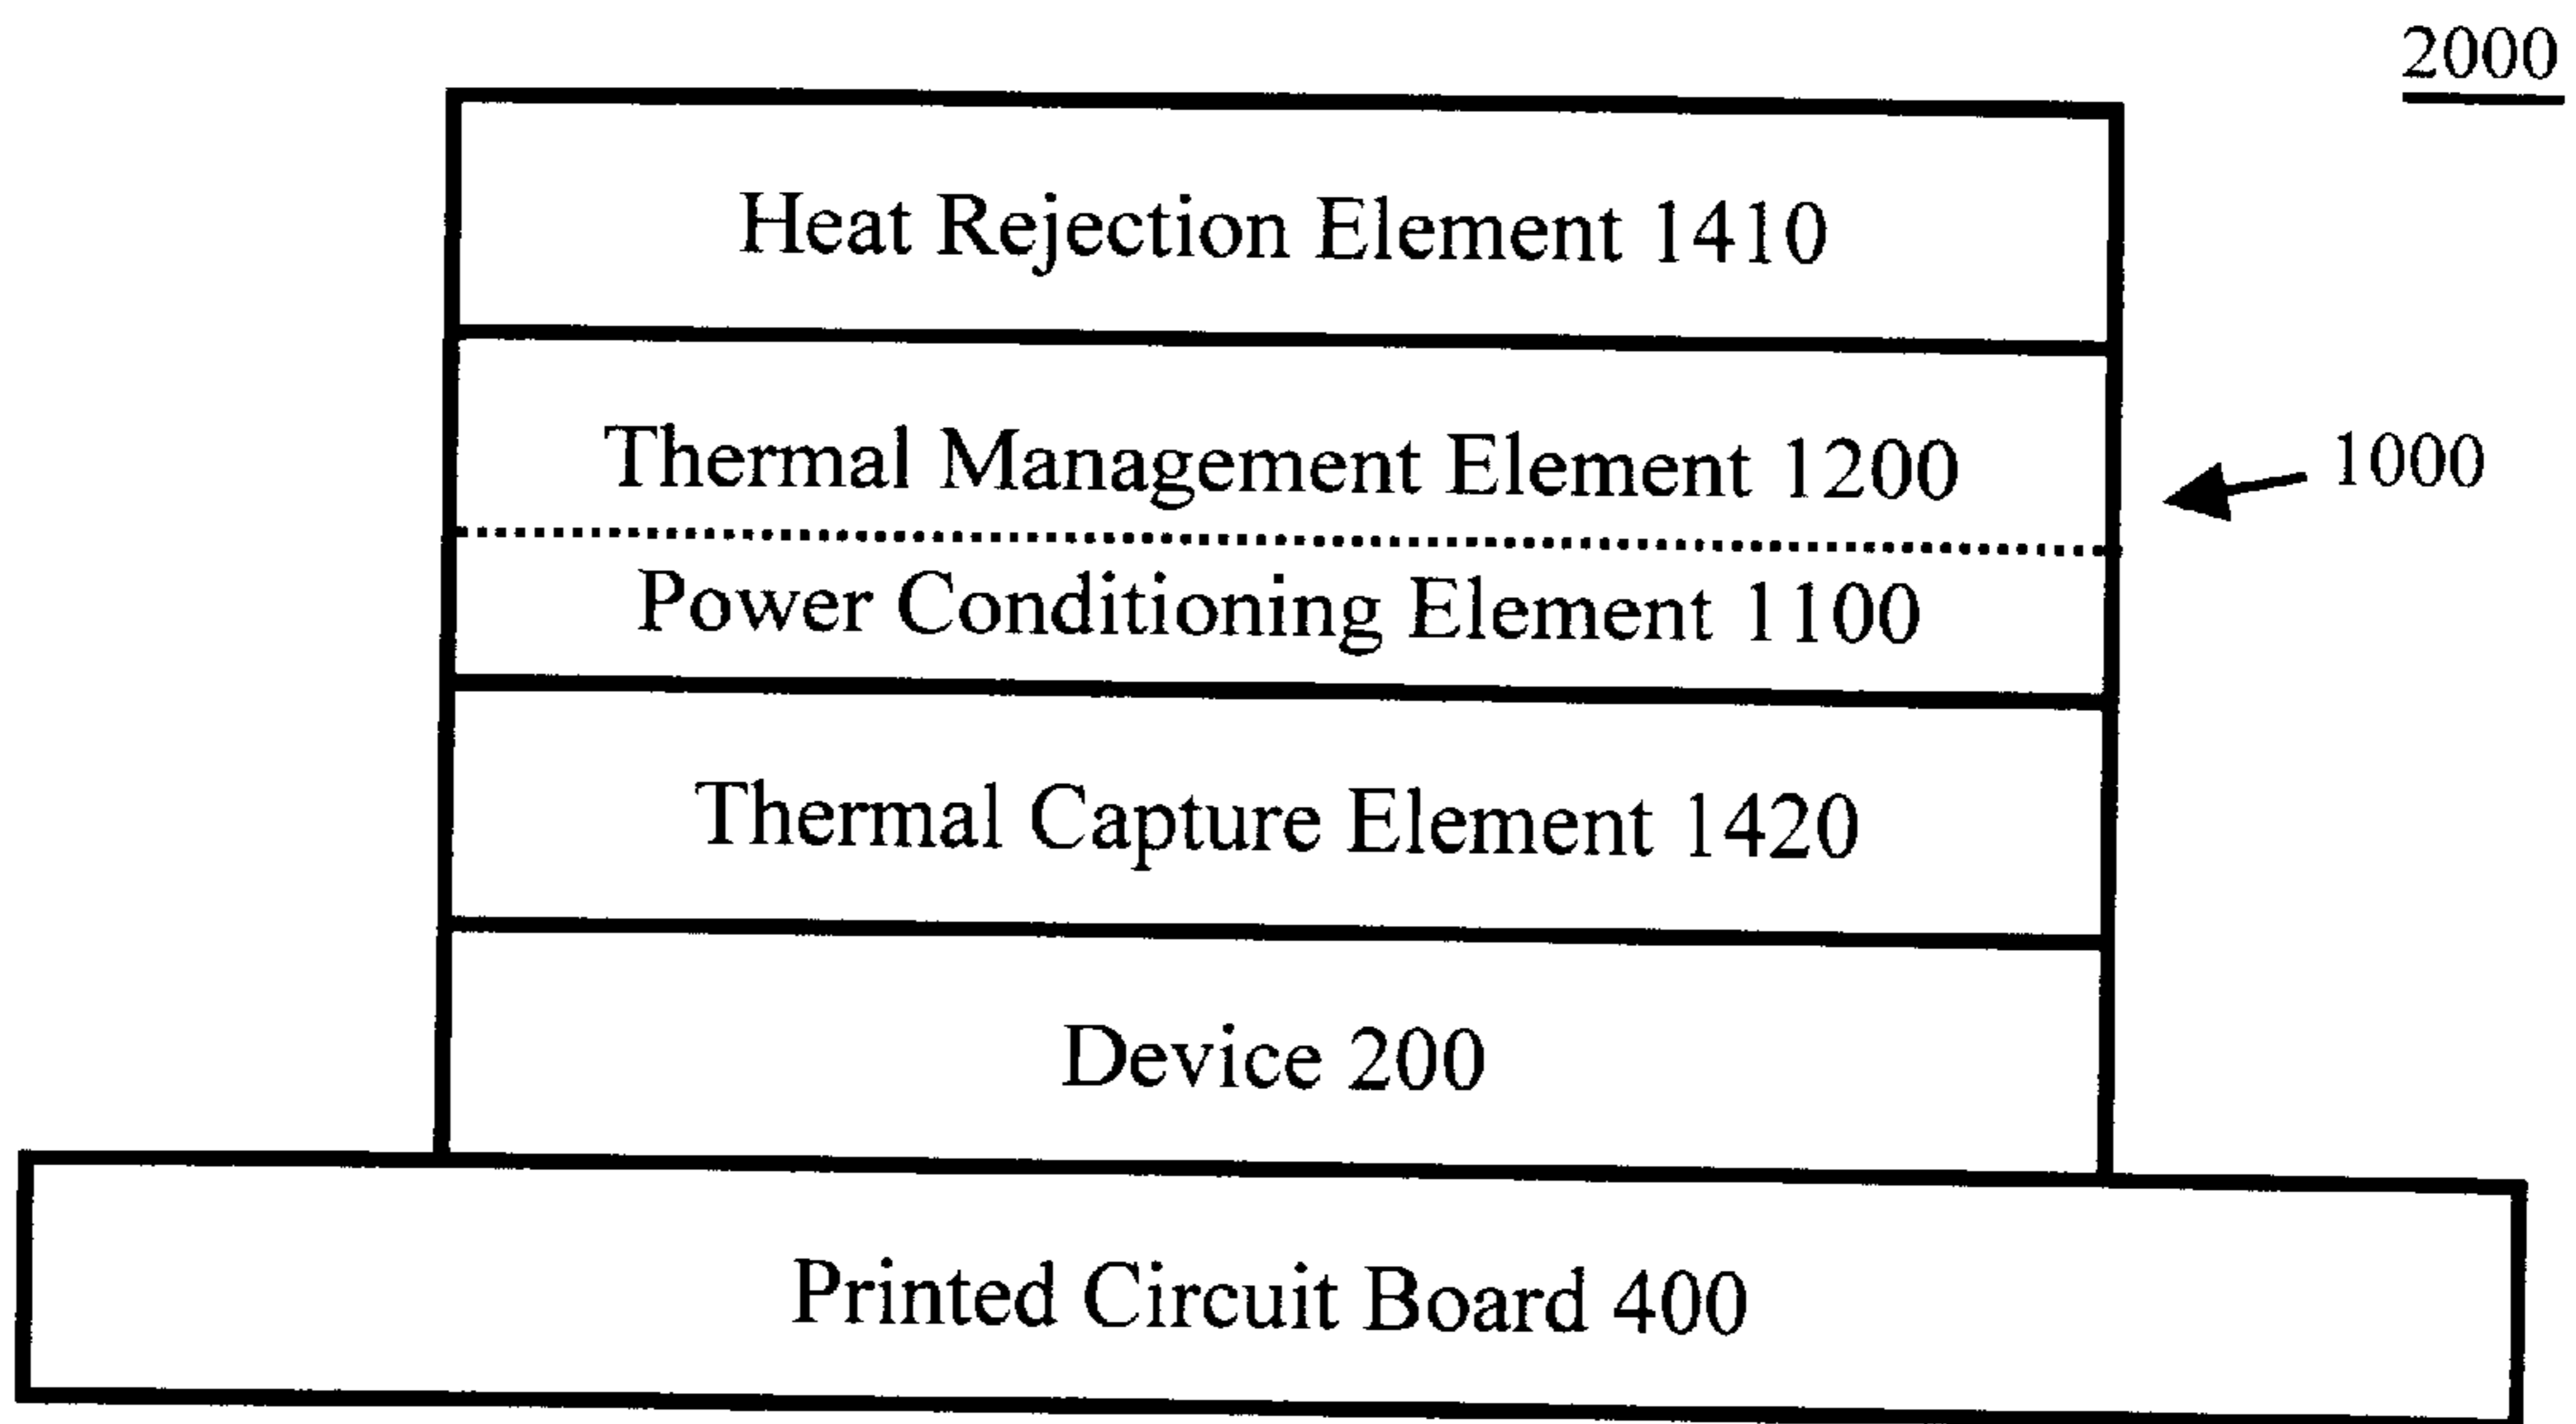 2000
Heat Rejection Element 1410
Thermal Management Element 1200
1000
Power Conditioning Element 1100
Thermal Capture Element 1420
Device 200
Printed Circuit Board 400